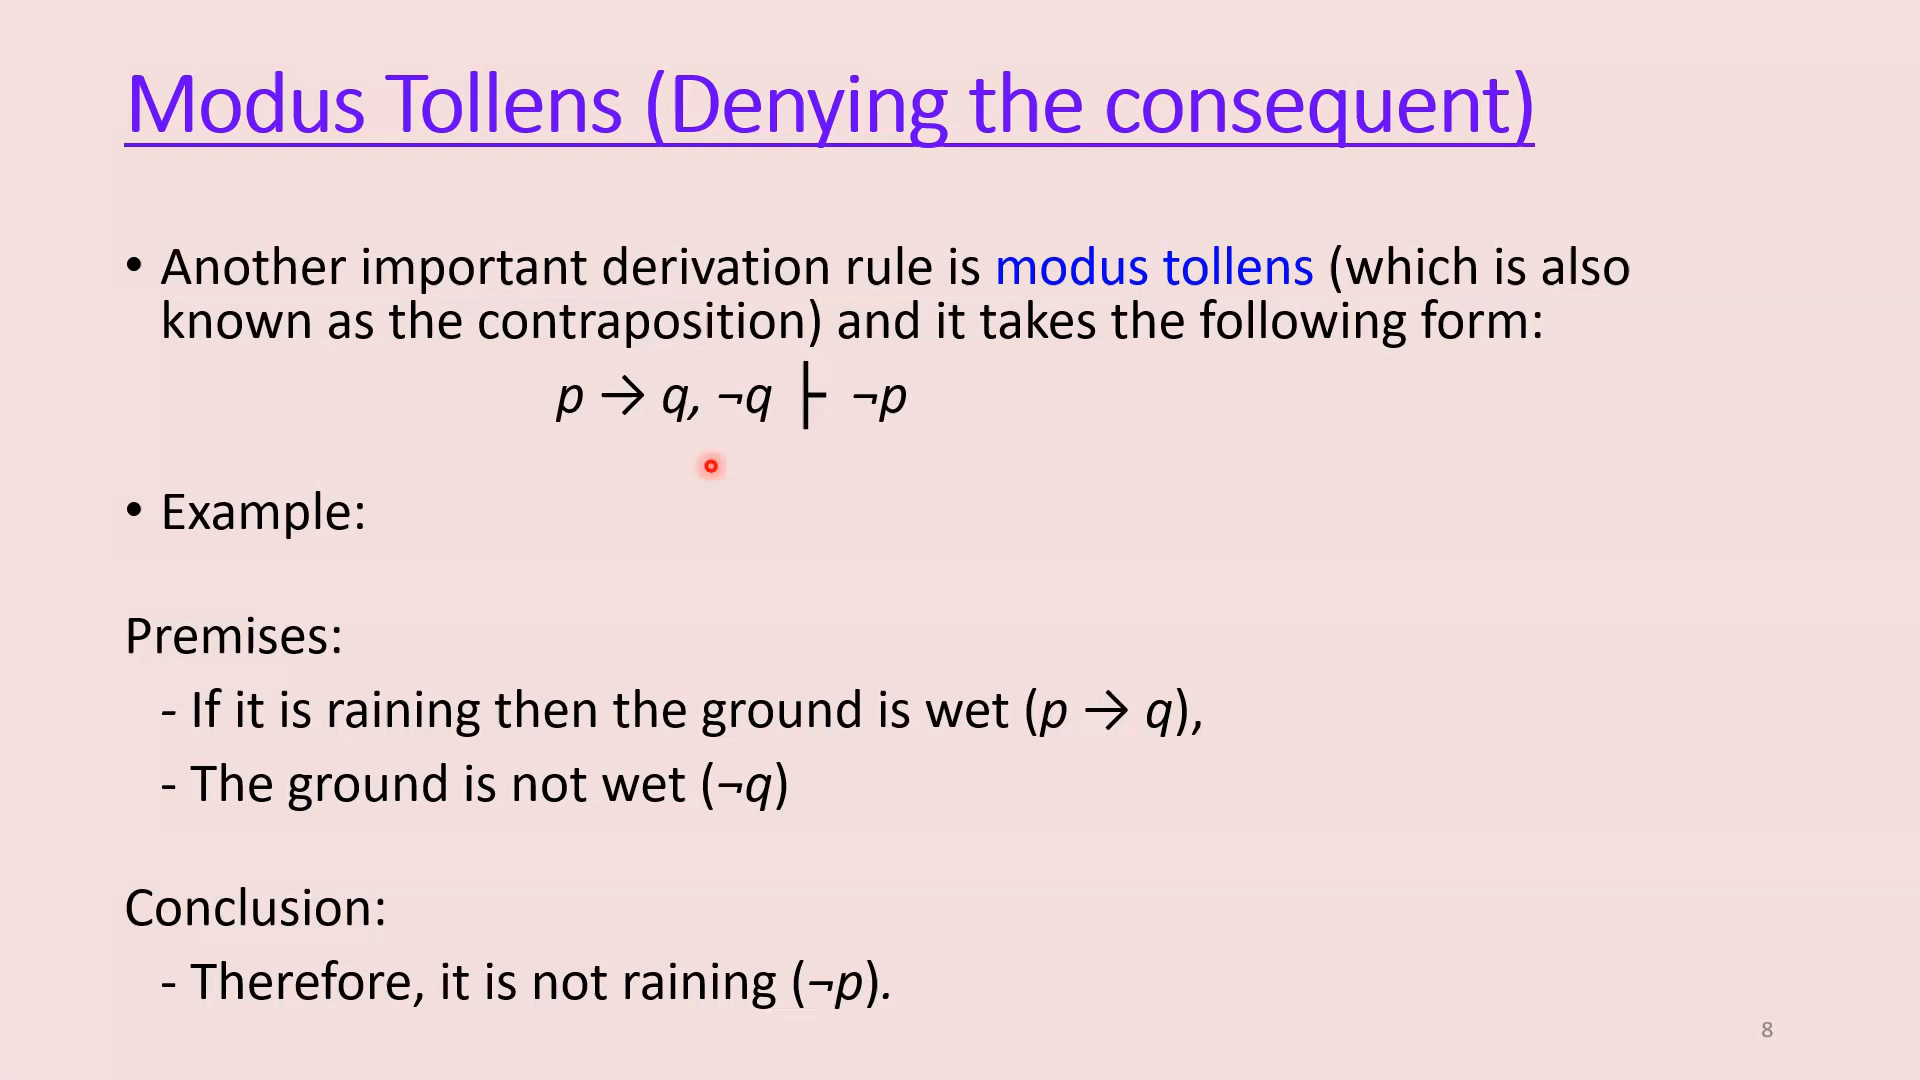 Modus Tollens (Denying the consequent)
• Another important derivation rule is modus tollens (which is also
known as the contraposition) and it takes the following form:
p → q, ¬q ├ ¬p
• Example:
Premises:
- If it is raining then the ground is wet (p → q),
- The ground is not wet (¬q)
Conclusion:
- Therefore, it is not raining (¬p).
8